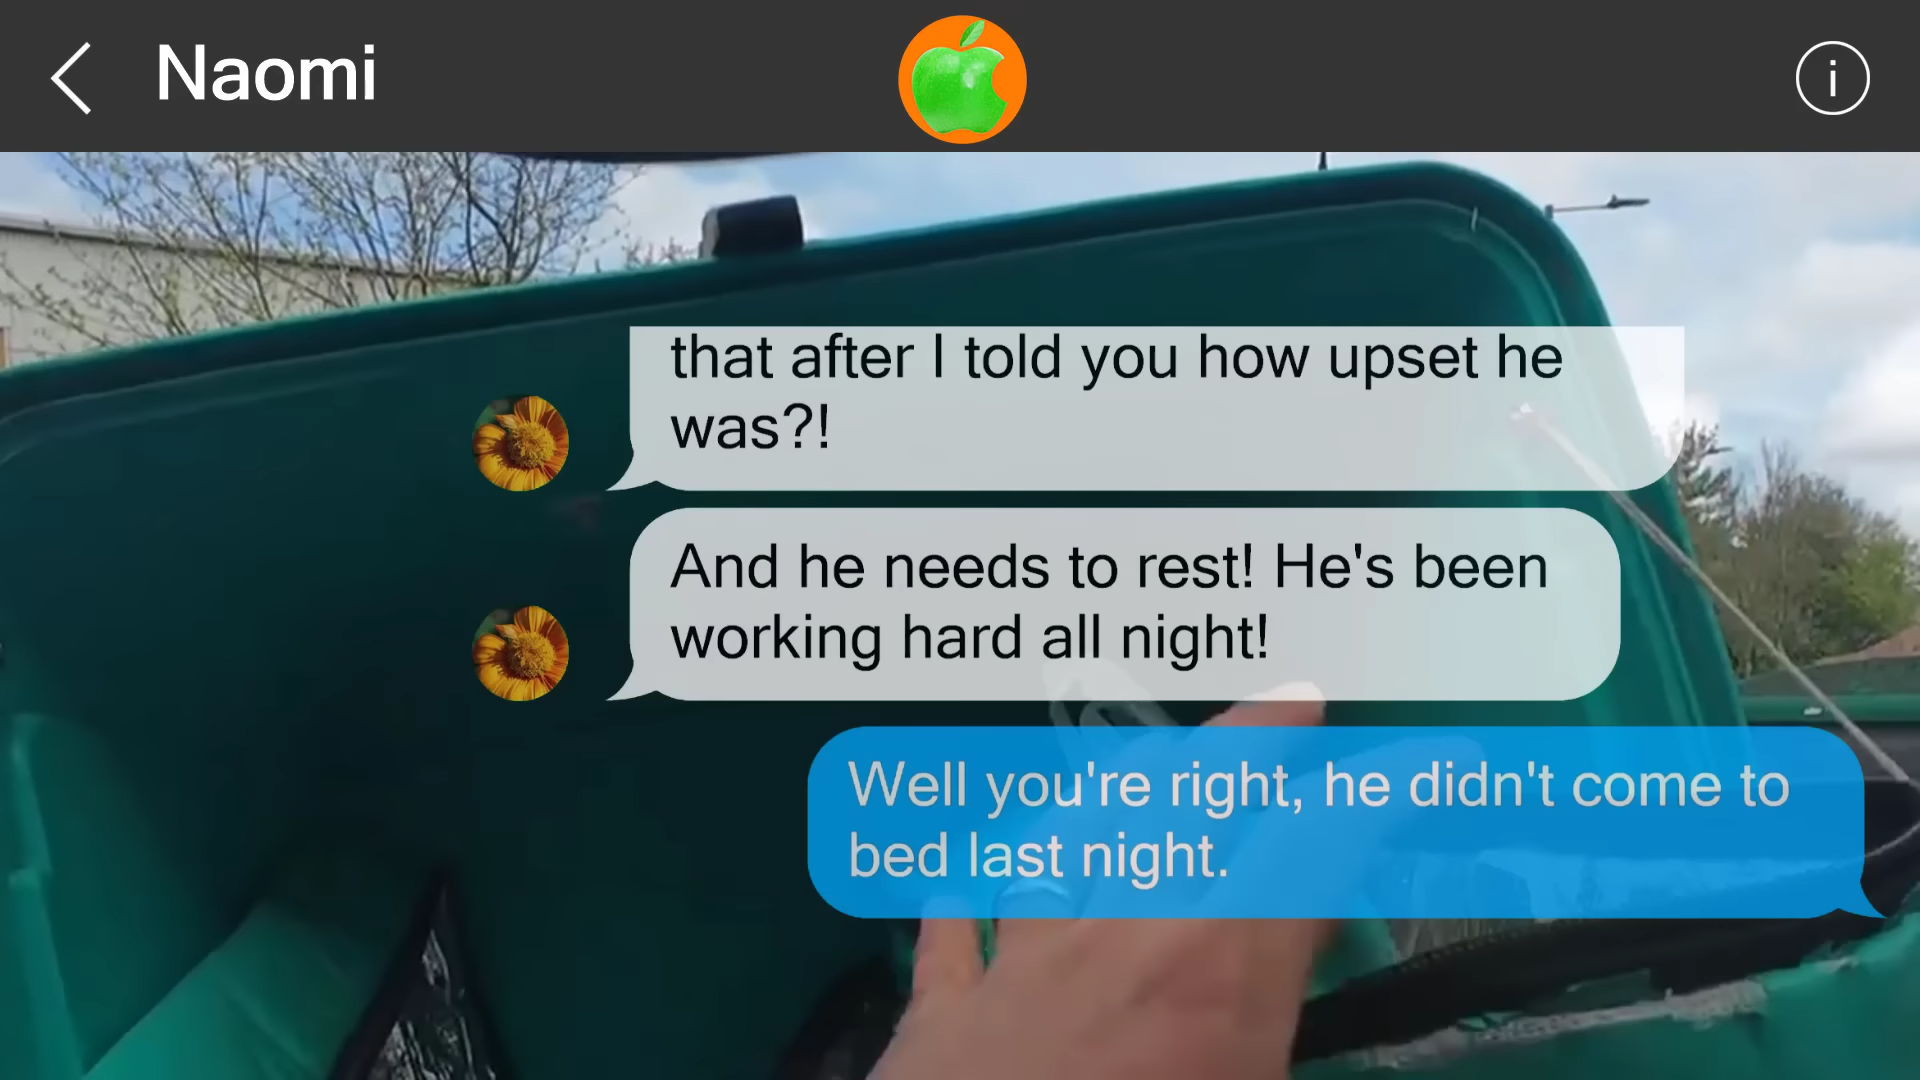 Naomi
i
that after I told you how upset he
was?!
And he needs to rest! He's been
working hard all night!
Well you're right, he didn't come to
bed last night.